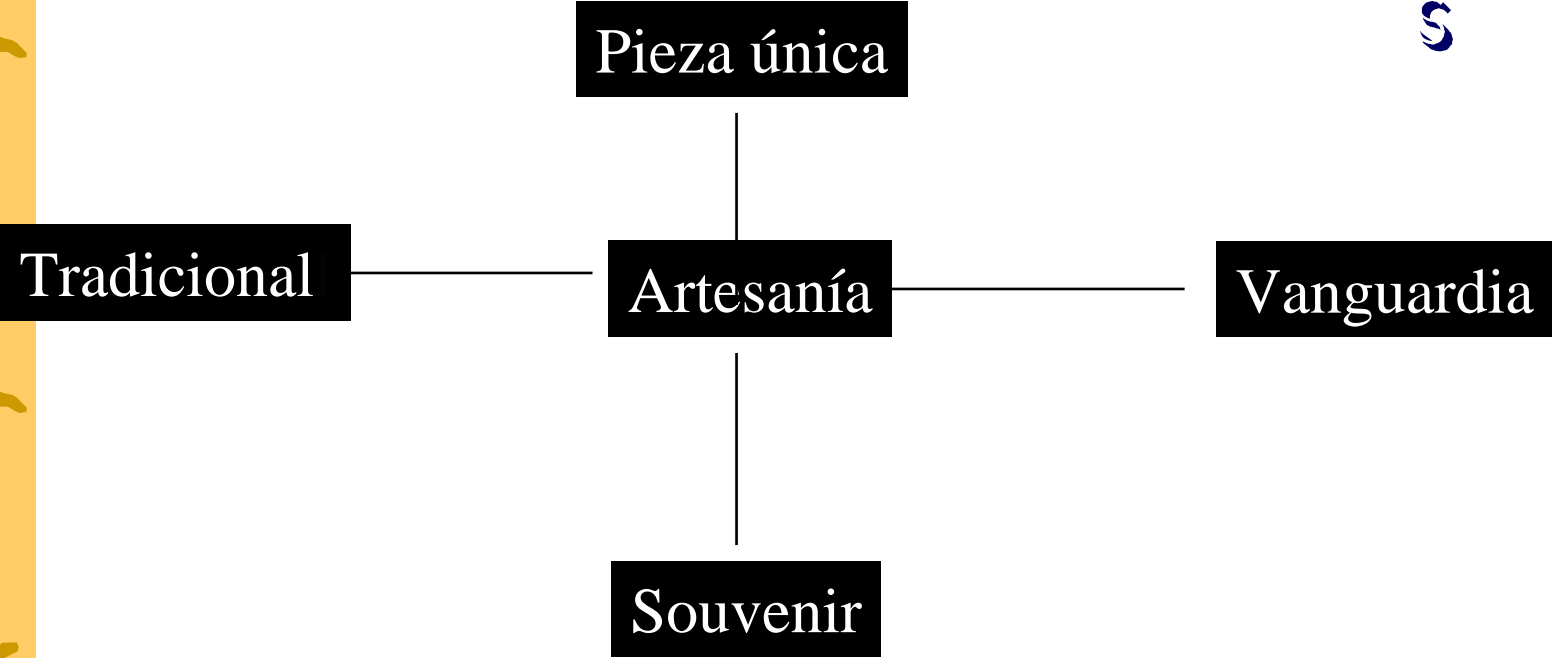 S
Pieza única
Tradicional
Artesanía
Vanguardia
Souvenir